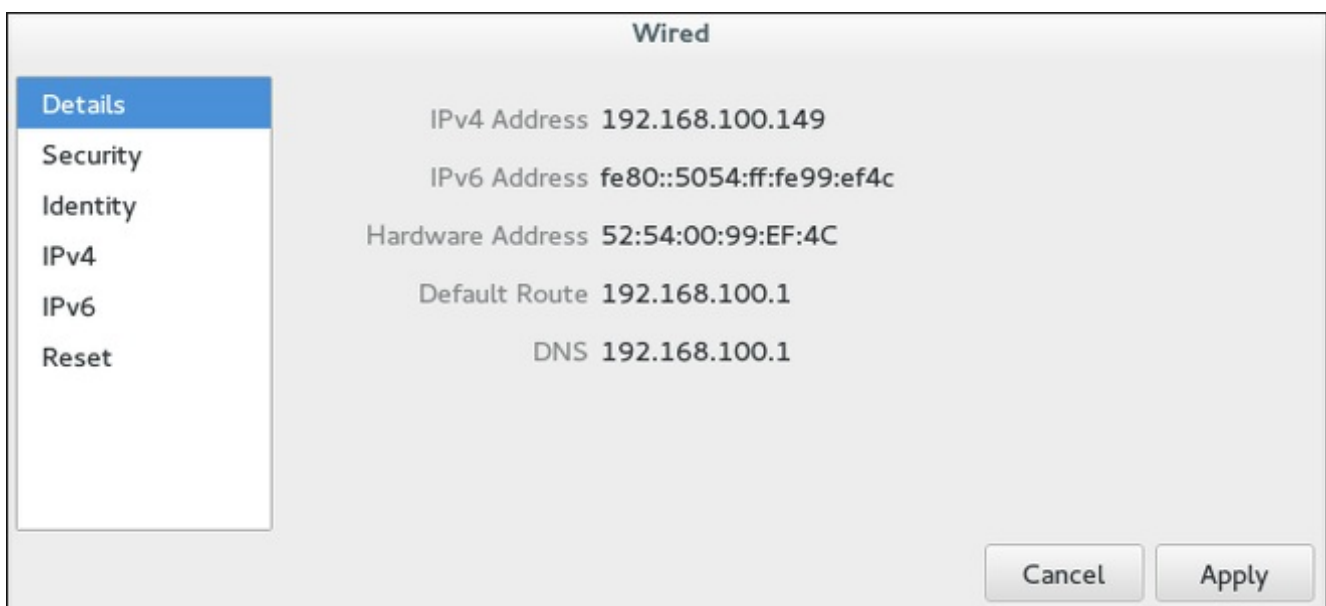 Wired
Details
Security
Identity
IPv4
IPv6
Reset
IPv4 Address 192.168.100.149
IPv6 Address fe80::5054:ff:fe99:ef4c
Hardware Address 52:54:00:99:EF:4C
Default Route 192.168.100.1
DNS 192.168.100.1
Cancel
Apply